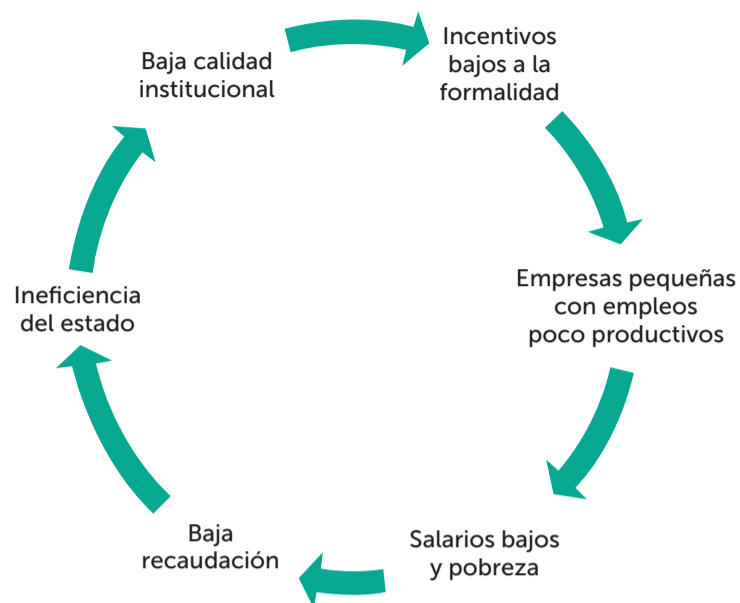 Incentivos
bajos a la
formalidad
Baja calidad
institucional
Empresas pequeñas
con empleos
poco productivos
Ineficiencia
del estado
Baja
recaudación
Salarios bajos
y pobreza